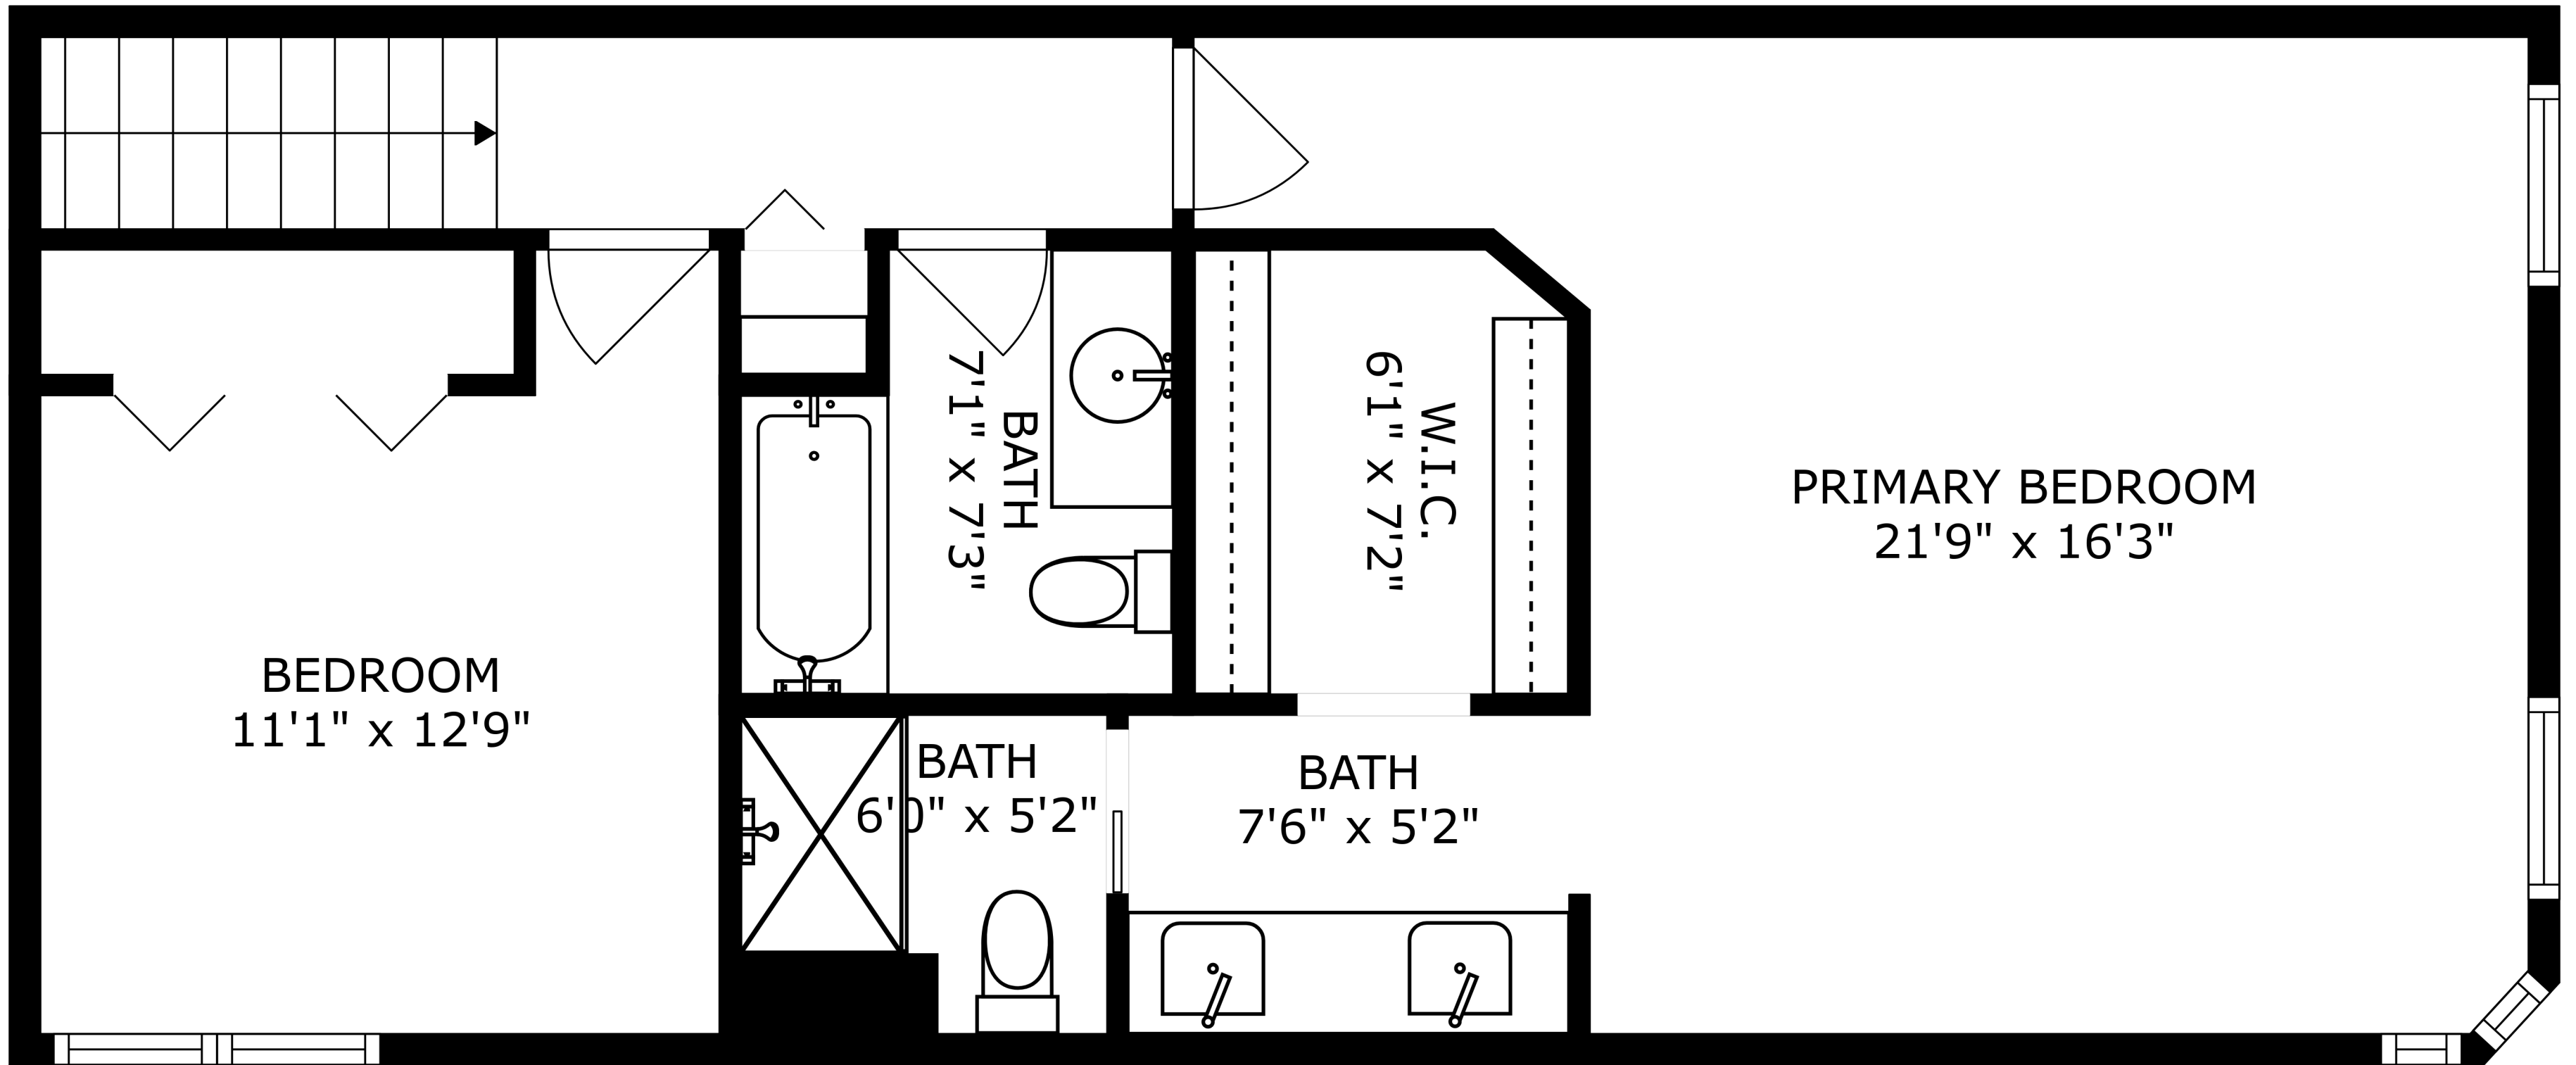 BATH
7'1" x 7'3"
W.I.C.
6'1" x 7'2"
PRIMARY BEDROOM
21'9" x 16'3"
BEDROOM
11'1" x 12'9"
BATH
6'0" x 5'2"
BATH
7'6" x 5'2"